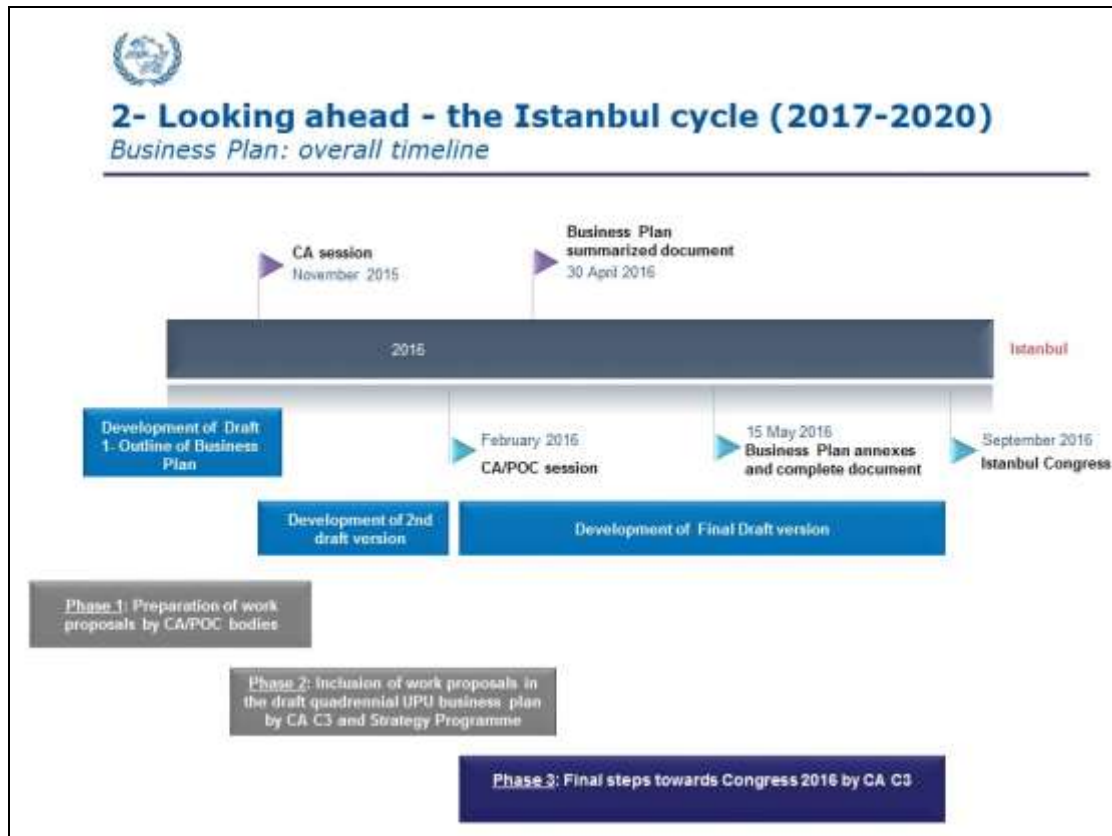 2- Looking ahead - the Istanbul cycle (2017-2020)
Business Plan: overall timeline
CA session
November 2015
Business Plan
summarized document
30 April 2016
2016
Istanbul
Development of Draft
1- Outline of Business
Plan
February 2016
CA/POC session
15 May 2016
Business Plan annexes
and complete document
September 2016
Istanbul Congress
Development of 2nd
draft version
Development of Final Draft version
Phase 1: Preparation of work
proposals by CA/POC bodies
Phase 2: Inclusion of work proposals in
the draft quadrennial UPU business plan
by CA C3 and Strategy Programme
Phase 3: Final steps towards Congress 2016 by CA C3